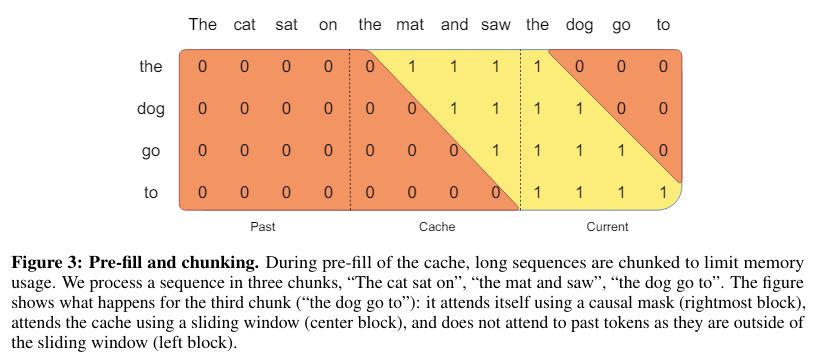 The cat sat on the mat and saw the dog go to
the 0 0 0 0 0 1 1 1 1 0 0 0
dog 0 0 0 0 0 0 1 1 1 1 0 0
go 0 0 0 0 0 0 0 1 1 1 1 0
to 0 0 0 0 0 0 0 0 1 1 1 1
Past Cache Current
Figure 3: Pre-fill and chunking. During pre-fill of the cache, long sequences are chunked to limit memory
usage. We process a sequence in three chunks, “The cat sat on”, “the mat and saw”, “the dog go to”. The figure
shows what happens for the third chunk (“the dog go to”): it attends itself using a causal mask (rightmost block),
attends the cache using a sliding window (center block), and does not attend to past tokens as they are outside of
the sliding window (left block).